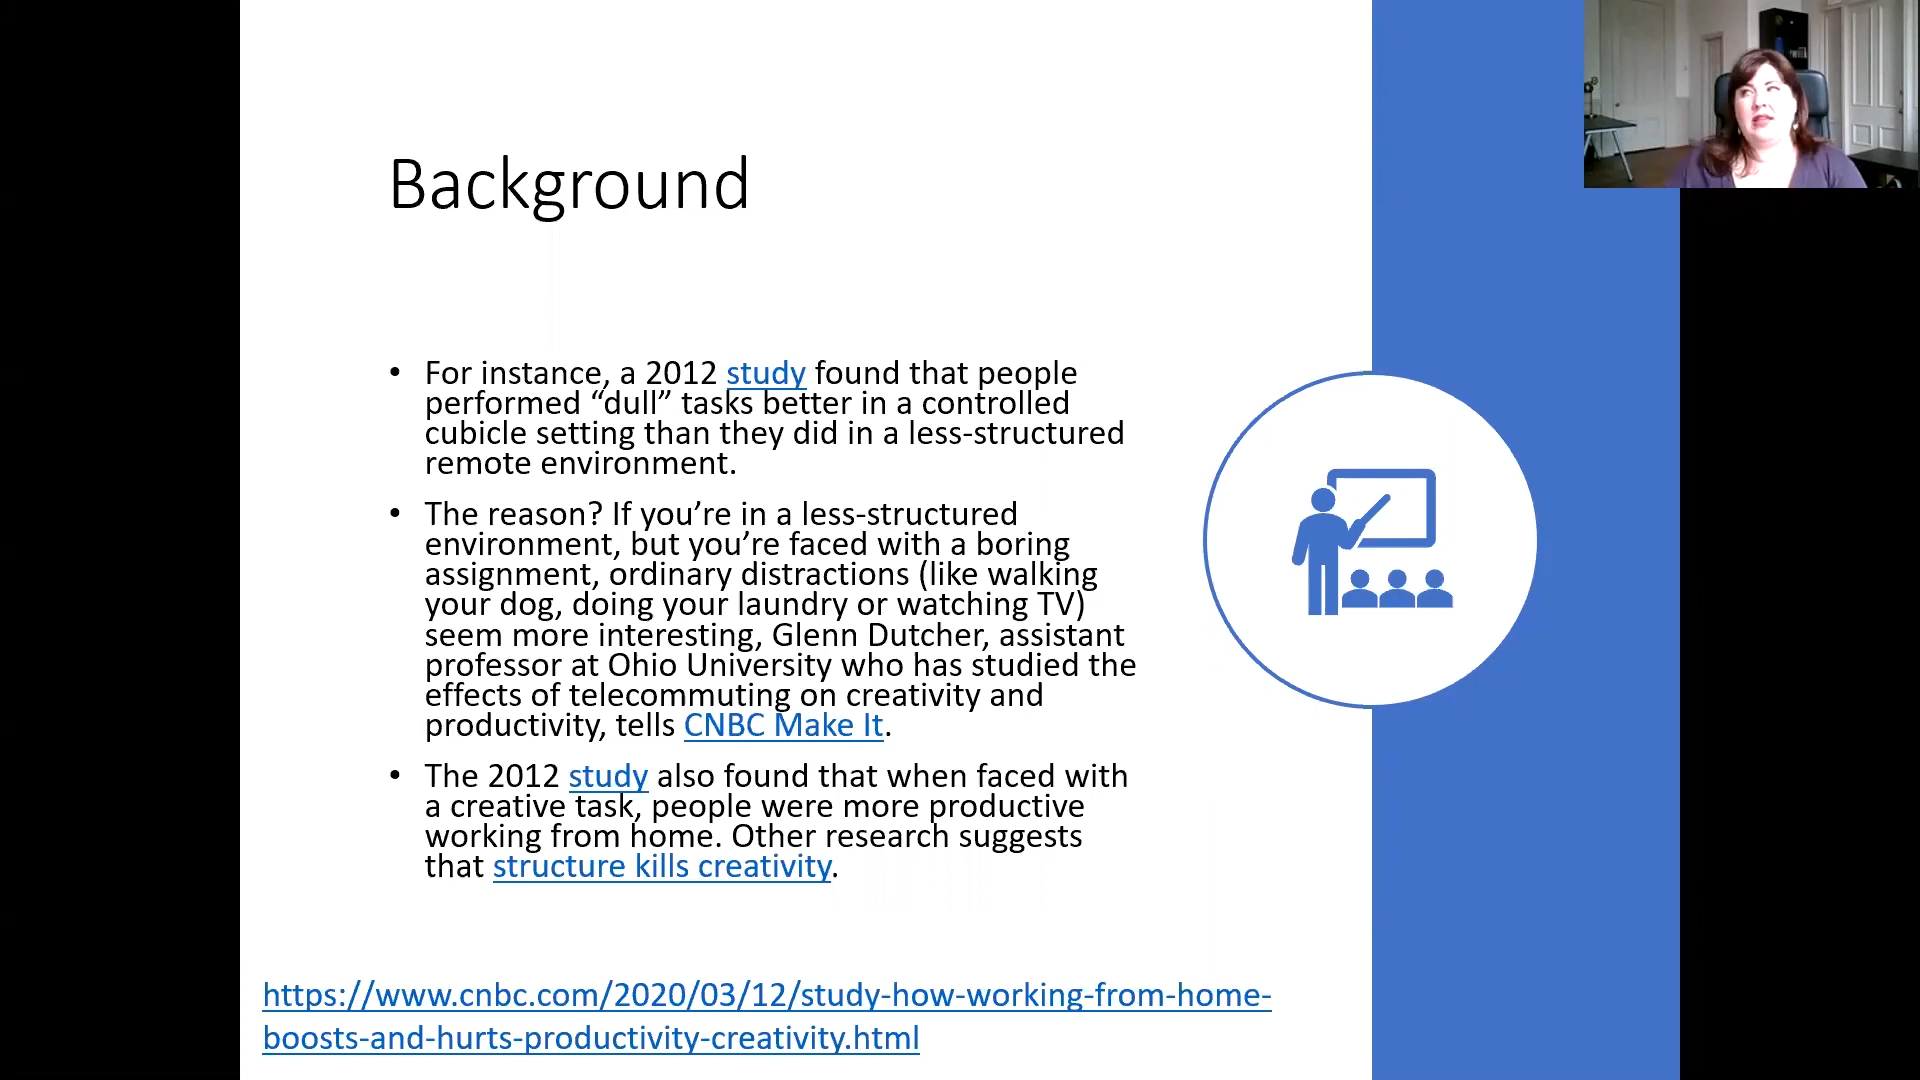 Background
• For instance, a 2012 study found that people
performed “dull” tasks better in a controlled
cubicle setting than they did in a less-structured
remote environment.
• The reason? If you’re in a less-structured
environment, but you’re faced with a boring
assignment, ordinary distractions (like walking
your dog, doing your laundry or watching TV)
seem more interesting, Glenn Dutcher, assistant
professor at Ohio University who has studied the
effects of telecommuting on creativity and
productivity, tells CNBC Make It.
• The 2012 study also found that when faced with
a creative task, people were more productive
working from home. Other research suggests
that structure kills creativity.
https://www.cnbc.com/2020/03/12/study-how-working-from-home-
boosts-and-hurts-productivity-creativity.html